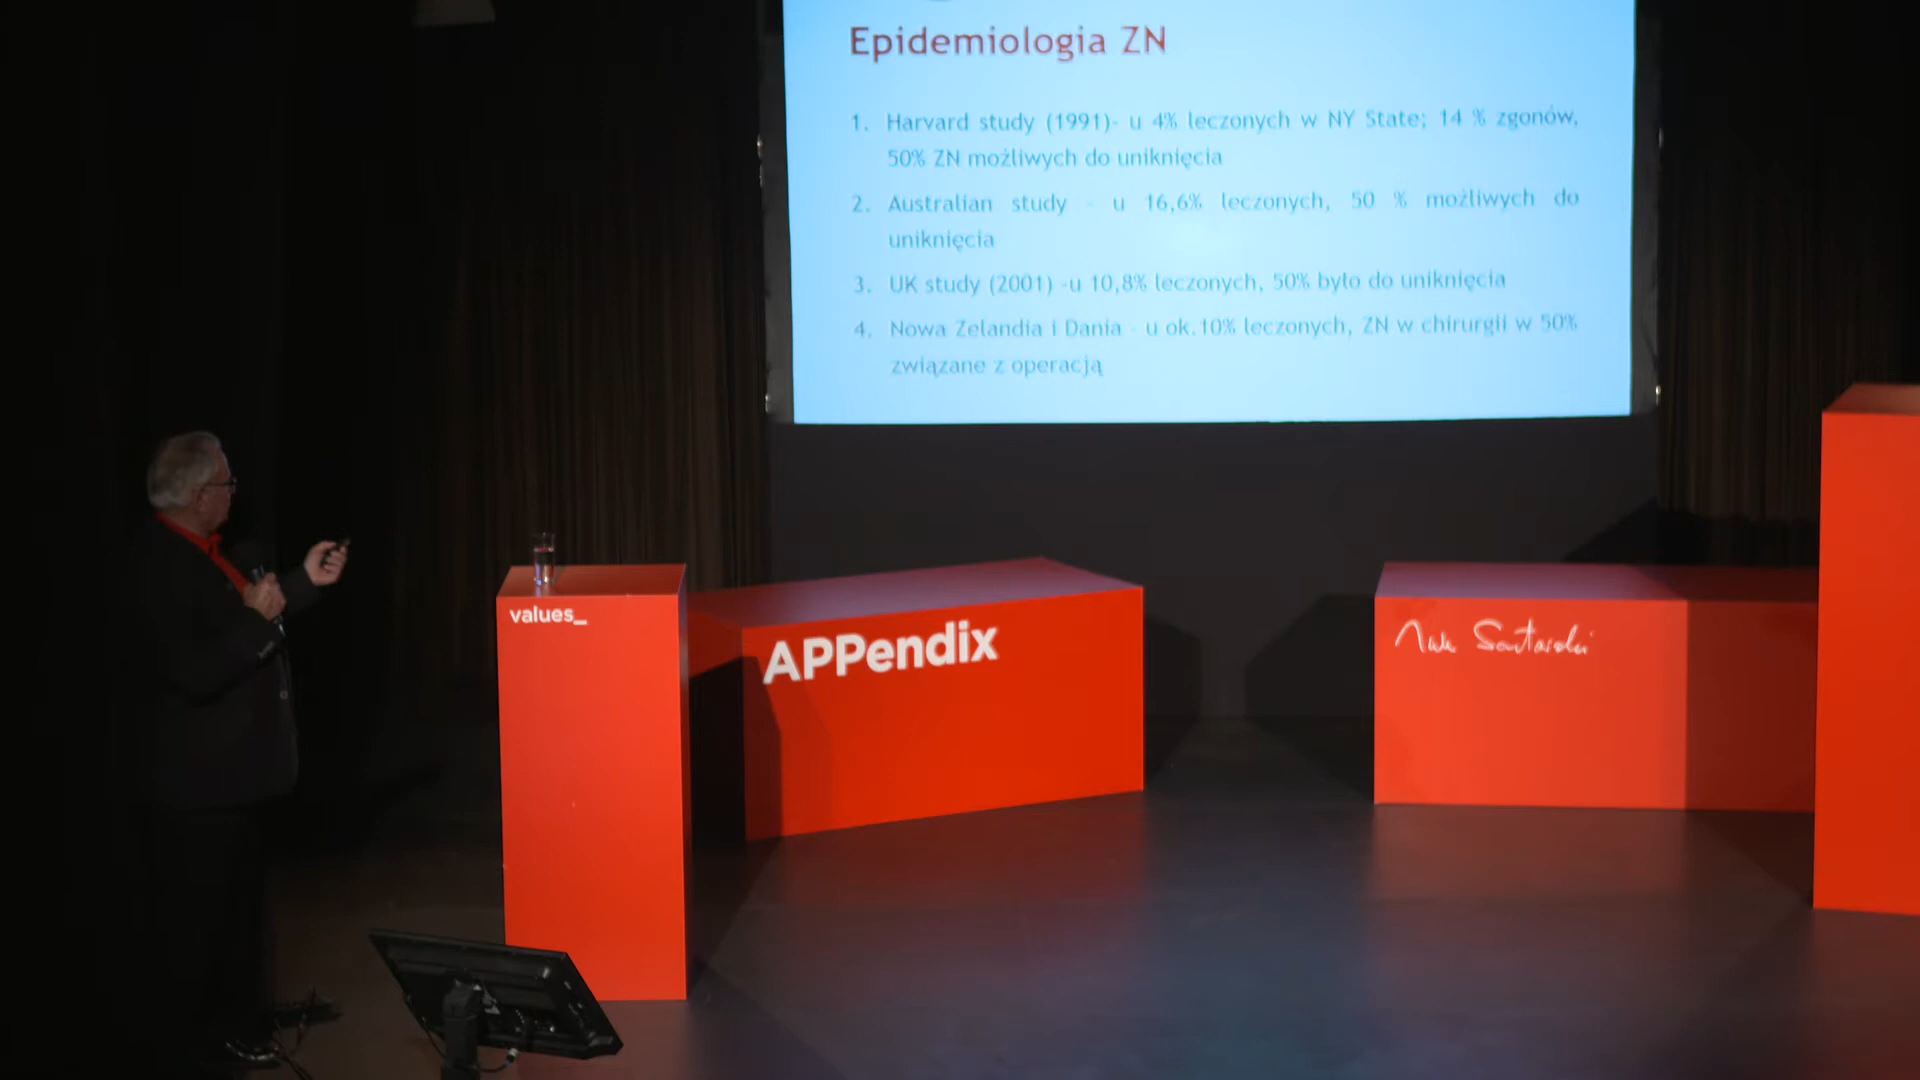 Epidemiologia ZN
1. Harvard study (1991)- u 4% leczonych w NY State; 14 % zgonów,
50% ZN możliwych do uniknięcia
2. Australian study - u 16,6% leczonych, 50 % możliwych do
uniknięcia
3. UK study (2001) -u 10,8% leczonych, 50% było do uniknięcia
4. Nowa Zelandia i Dania - u ok.10% leczonych, ZN w chirurgii w 50%
związane z operacją
values_
APPendix